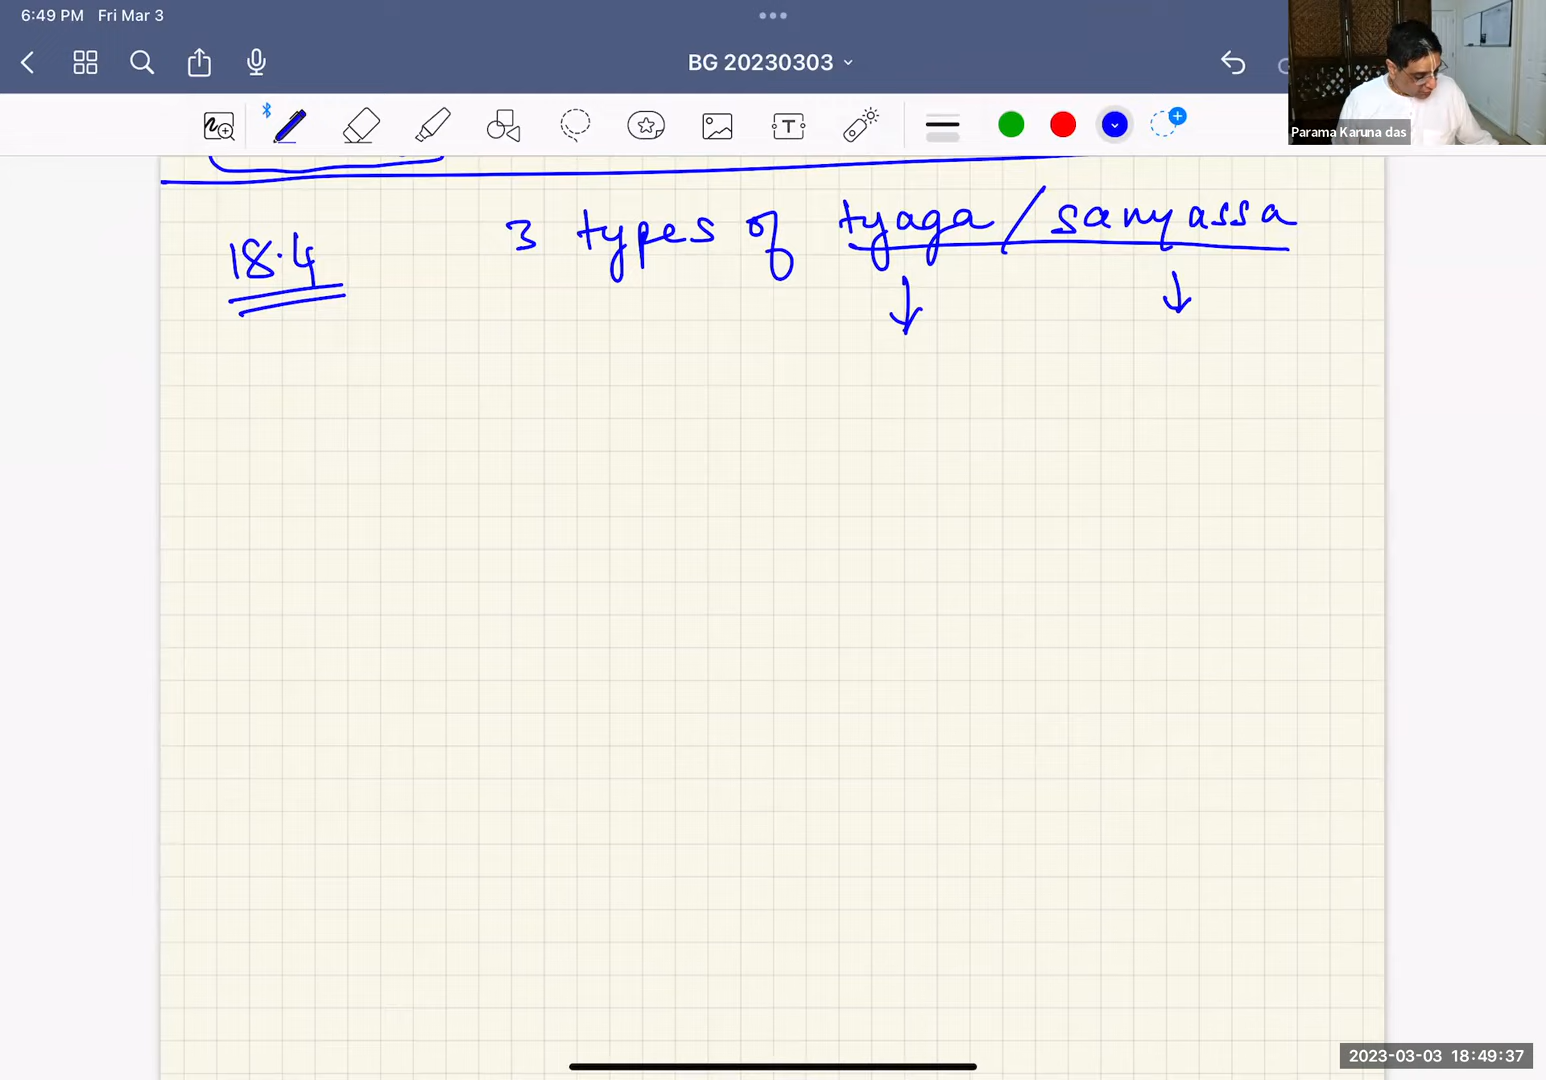 6:49 PM Fri Mar 3
BG 20230303
T
Parama Karuna das
3 types of tyaga / sanyassa
18.4
2023-03-03 18:49:37